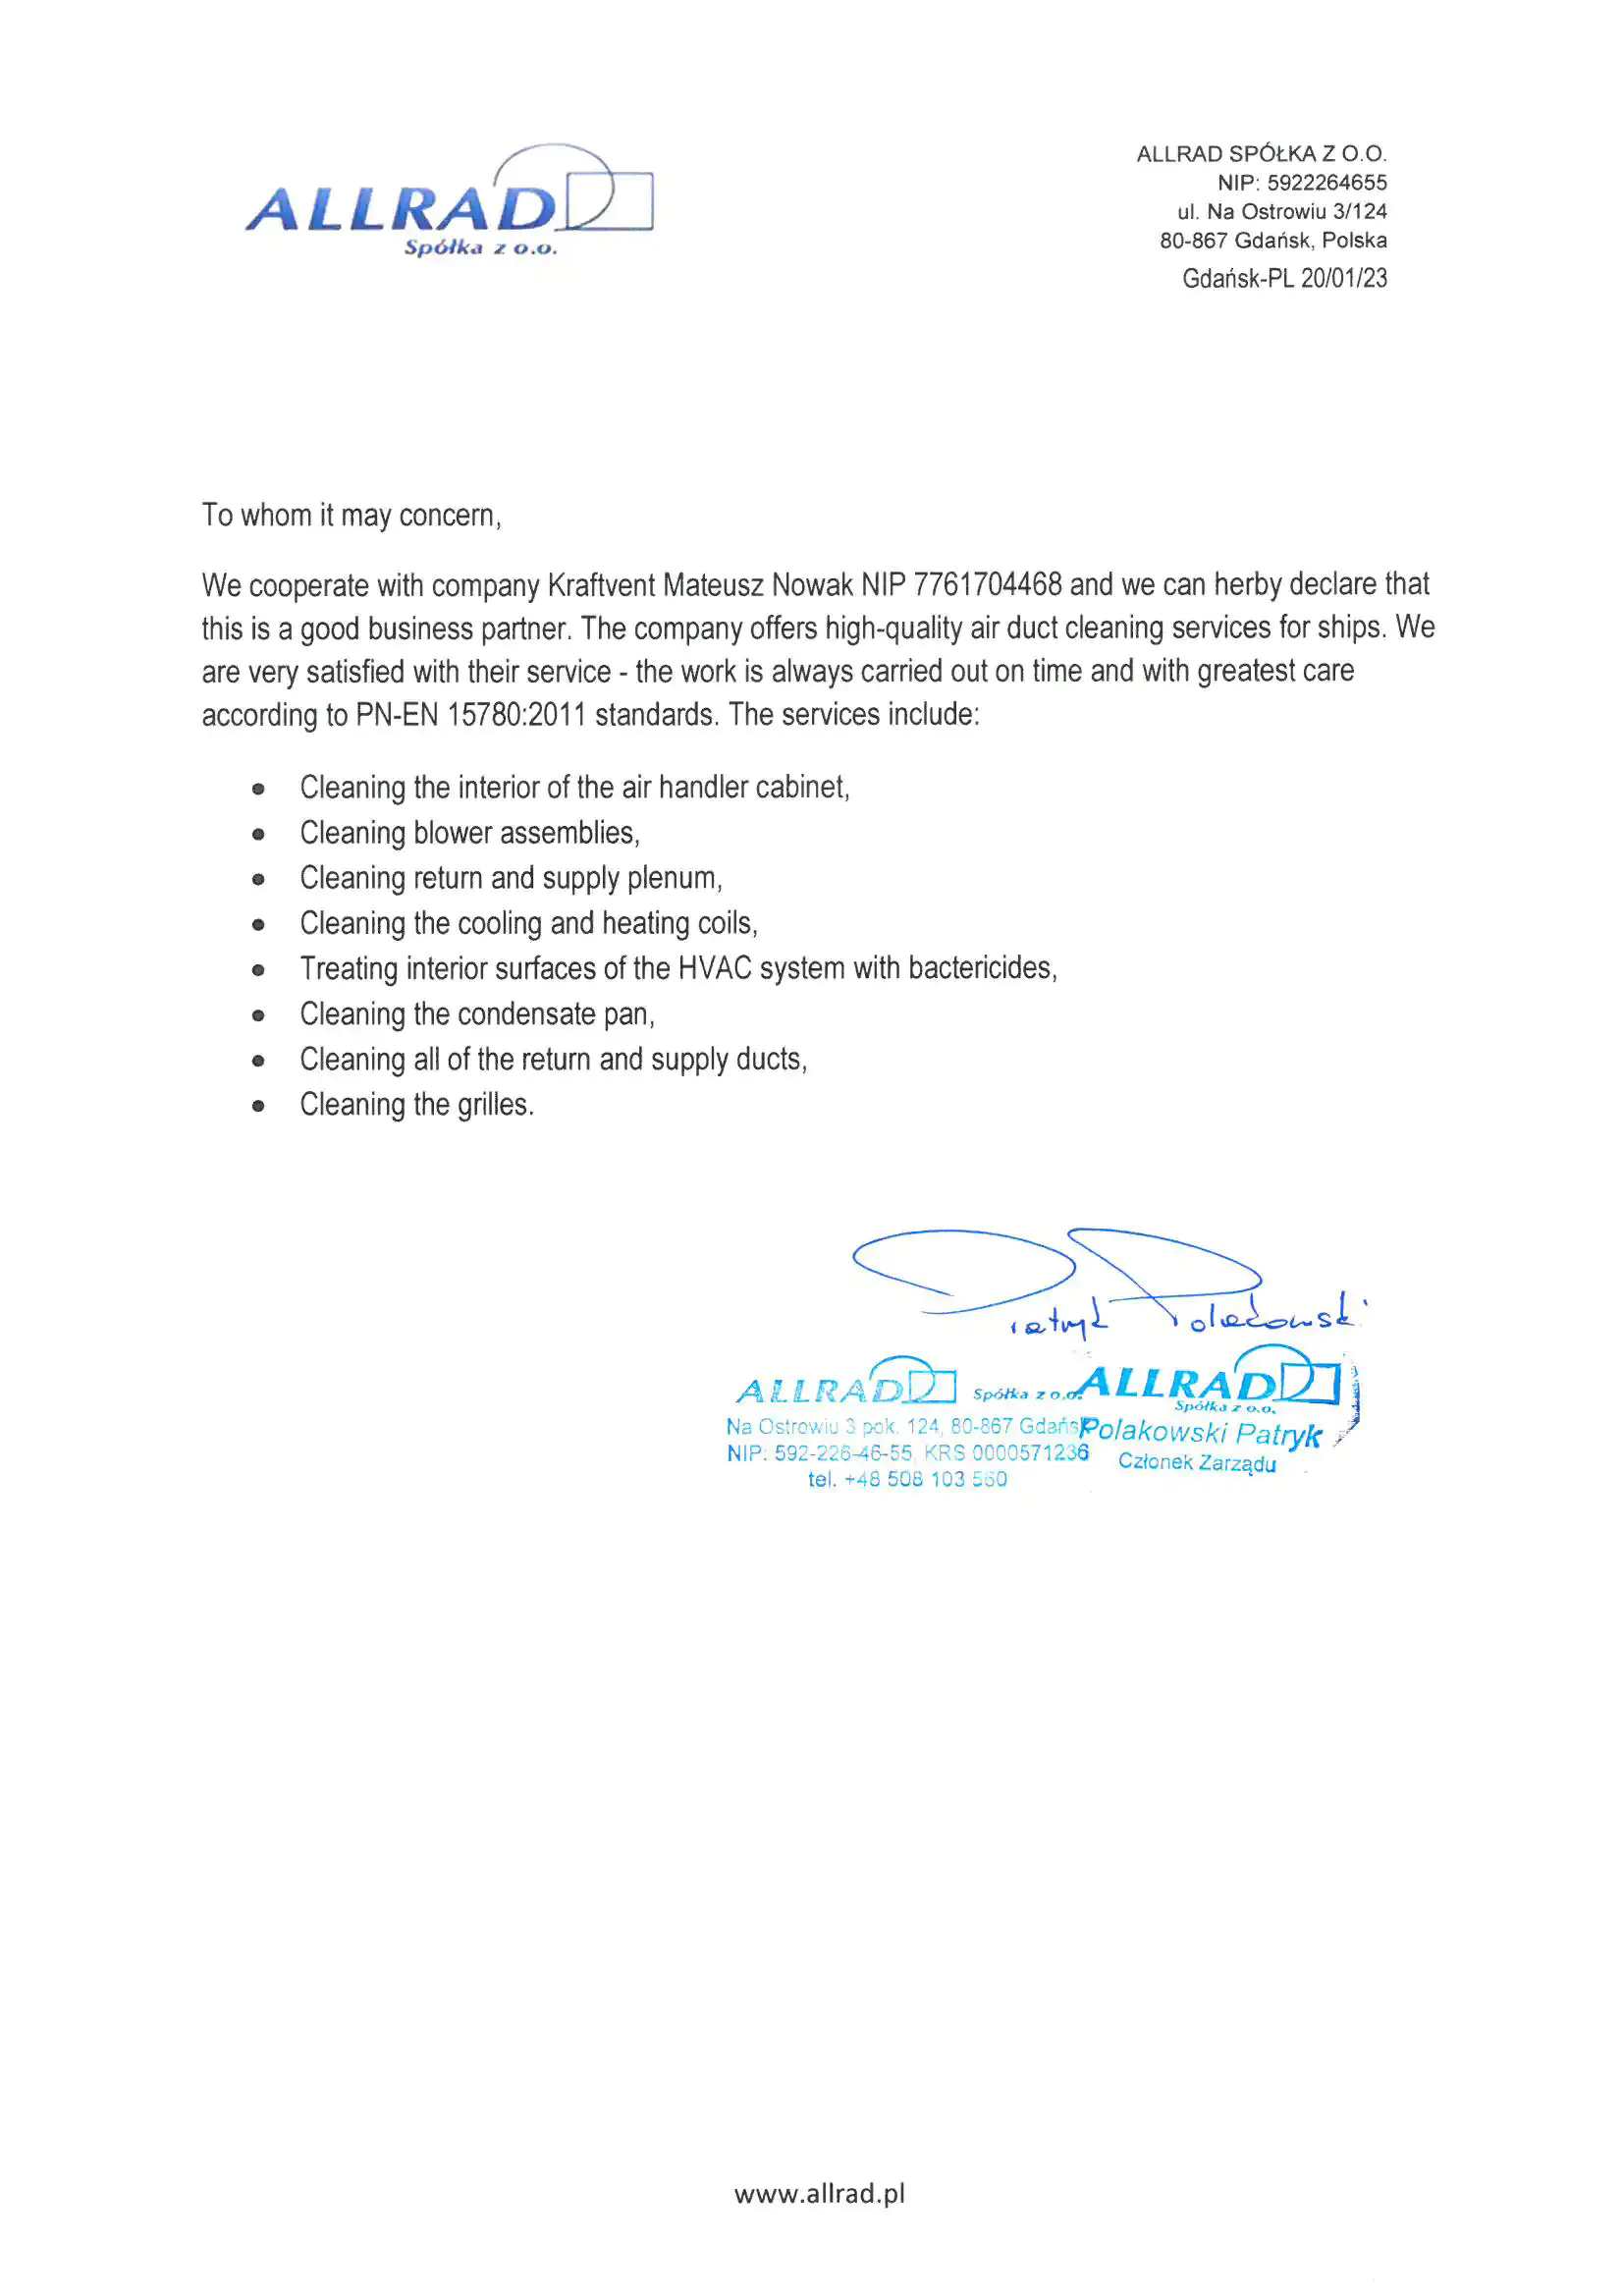 ALLRAD
Spółka z o.o.
ALLRAD SPÓŁKA Z O.O.
NIP: 5922264655
ul. Na Ostrowiu 3/124
80-867 Gdańsk, Polska
Gdańsk-PL 20/01/23
To whom it may concern,
We cooperate with company Kraftvent Mateusz Nowak NIP 7761704468 and we can herby declare that
this is a good business partner. The company offers high-quality air duct cleaning services for ships. We
are very satisfied with their service - the work is always carried out on time and with greatest care
according to PN-EN 15780:2011 standards. The services include:
• Cleaning the interior of the air handler cabinet,
• Cleaning blower assemblies,
• Cleaning return and supply plenum,
• Cleaning the cooling and heating coils,
• Treating interior surfaces of the HVAC system with bactericides,
• Cleaning the condensate pan,
• Cleaning all of the return and supply ducts,
• Cleaning the grilles.
Patryk Polakowski
ALLRAD Spółka z o.o.
Na Ostrowiu 3 pok. 124, 80-867 Gdańs
NIP: 592-226-46-55, KRS 0000571236
tel. +48 508 103 560
ALLRAD
Spółka z o.o.
Polakowski Patryk
Członek Zarządu
www.allrad.pl